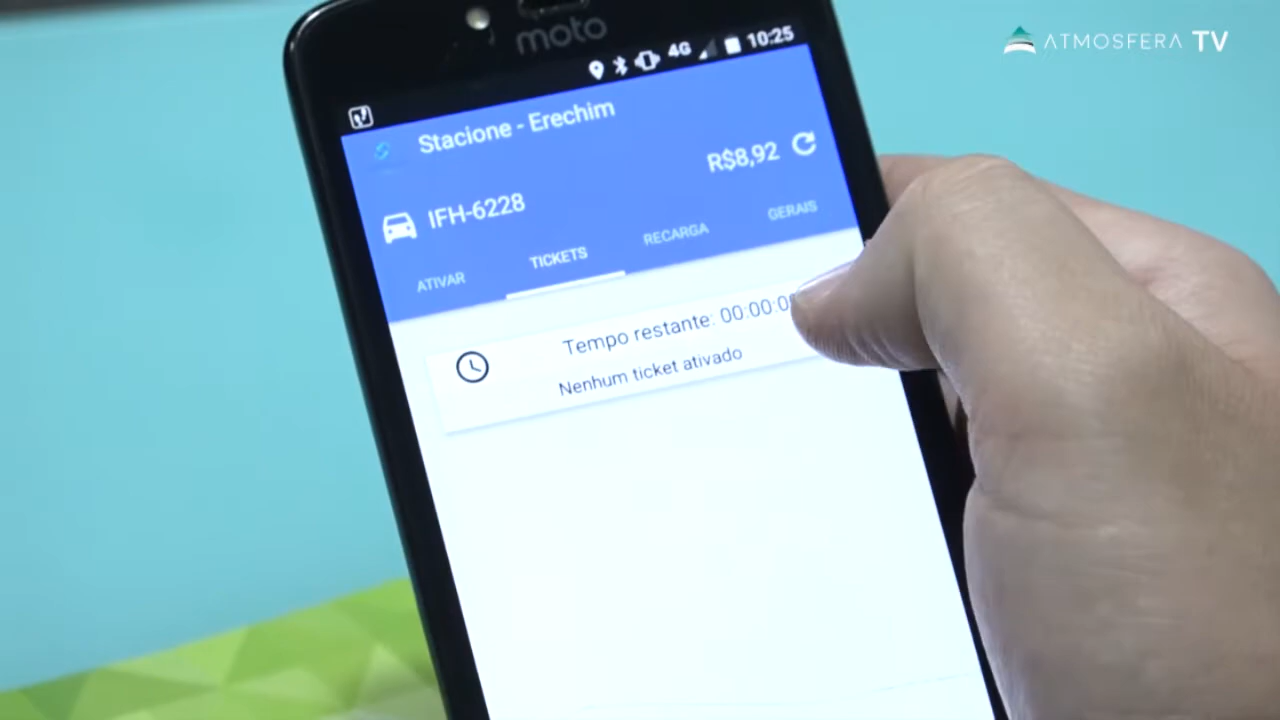 ATMOSFERA TV
moto
4G 10:25
Stacione - Erechim
R$8,92
IFH-6228
ATIVAR TICKETS RECARGA GERAIS
Tempo restante: 00:00:0
Nenhum ticket ativado